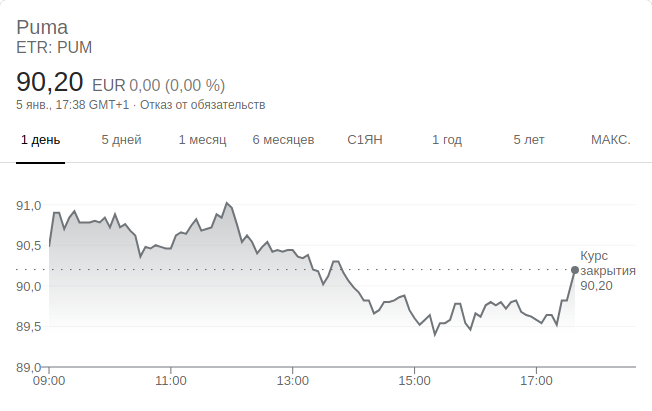 Puma
ETR: PUM
90,20 EUR 0,00 (0,00 %)
5 янв., 17:38 GMT+1 · Отказ от обязательств
1 день 5 дней 1 месяц 6 месяцев С1ЯН 1 год 5 лет МАКС.
91,0
90,5
90,0
89,5
89,0
Курс
закрытия
90,20
09:00 11:00 13:00 15:00 17:00